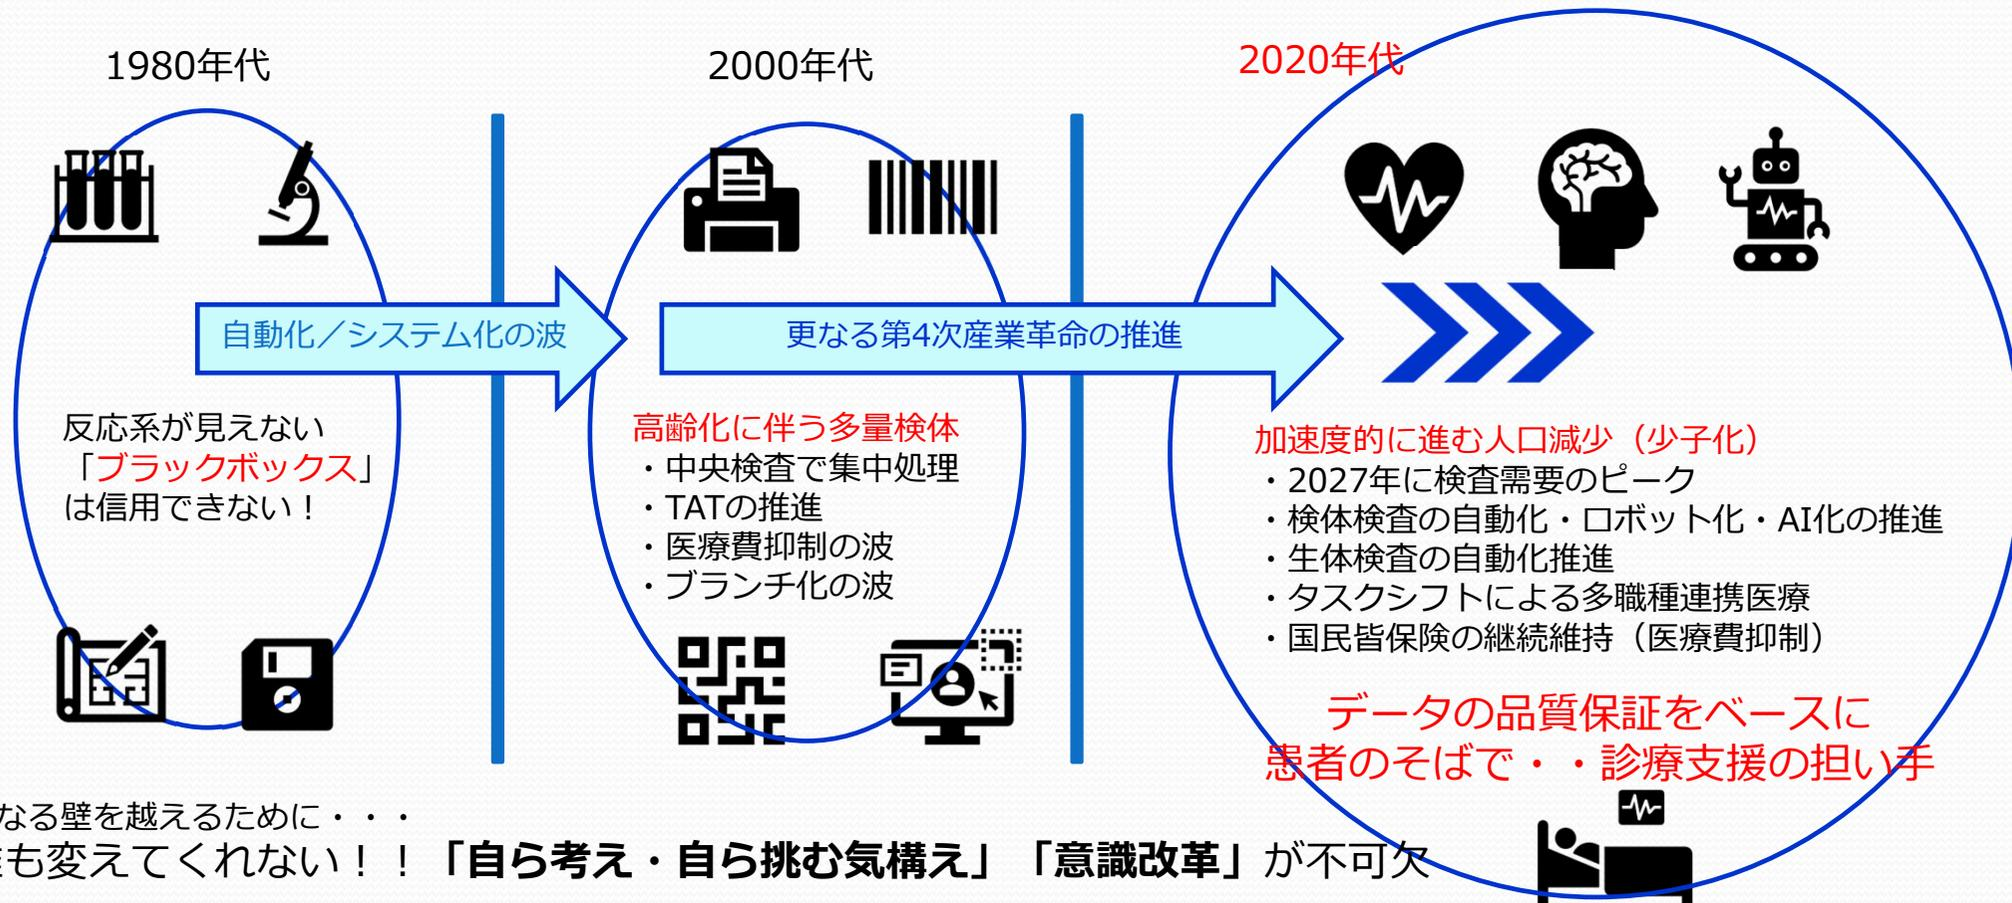 1980年代
自動化／システム化の波
反応系が見えない
「ブラックボックス」
は信用できない！
2000年代
更なる第4次産業革命の推進
高齢化に伴う多量検体
・中央検査で集中処理
・TATの推進
・医療費抑制の波
・ブランチ化の波
2020年代
加速度的に進む人口減少（少子化）
・2027年に検査需要のピーク
・検体検査の自動化・ロボット化・AI化の推進
・生体検査の自動化推進
・タスクシフトによる多職種連携医療
・国民皆保険の継続維持（医療費抑制）
データの品質保証をベースに
患者のそばで・・診療支援の担い手
なる壁を越えるために・・・
も変えてくれない！！「自ら考え・自ら挑む気構え」「意識改革」が不可欠